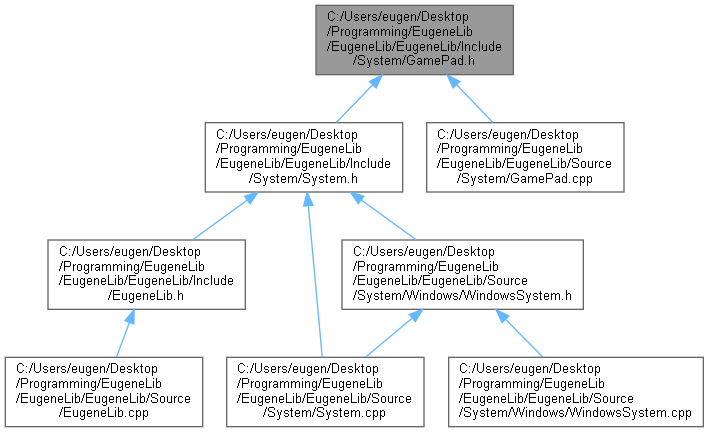 C:/Users/eugen/Desktop
/Programming/EugeneLib
/EugeneLib/EugeneLib/Include
/System/GamePad.h
C:/Users/eugen/Desktop
/Programming/EugeneLib
/EugeneLib/EugeneLib/Include
/System/System.h
C:/Users/eugen/Desktop
/Programming/EugeneLib
/EugeneLib/EugeneLib/Source
/System/GamePad.cpp
C:/Users/eugen/Desktop
/Programming/EugeneLib
/EugeneLib/EugeneLib/Include
/EugeneLib.h
C:/Users/eugen/Desktop
/Programming/EugeneLib
/EugeneLib/EugeneLib/Source
/System/Windows/WindowsSystem.h
C:/Users/eugen/Desktop
/Programming/EugeneLib
/EugeneLib/EugeneLib/Source
/EugeneLib.cpp
C:/Users/eugen/Desktop
/Programming/EugeneLib
/EugeneLib/EugeneLib/Source
/System/System.cpp
C:/Users/eugen/Desktop
/Programming/EugeneLib
/EugeneLib/EugeneLib/Source
/System/Windows/WindowsSystem.cpp